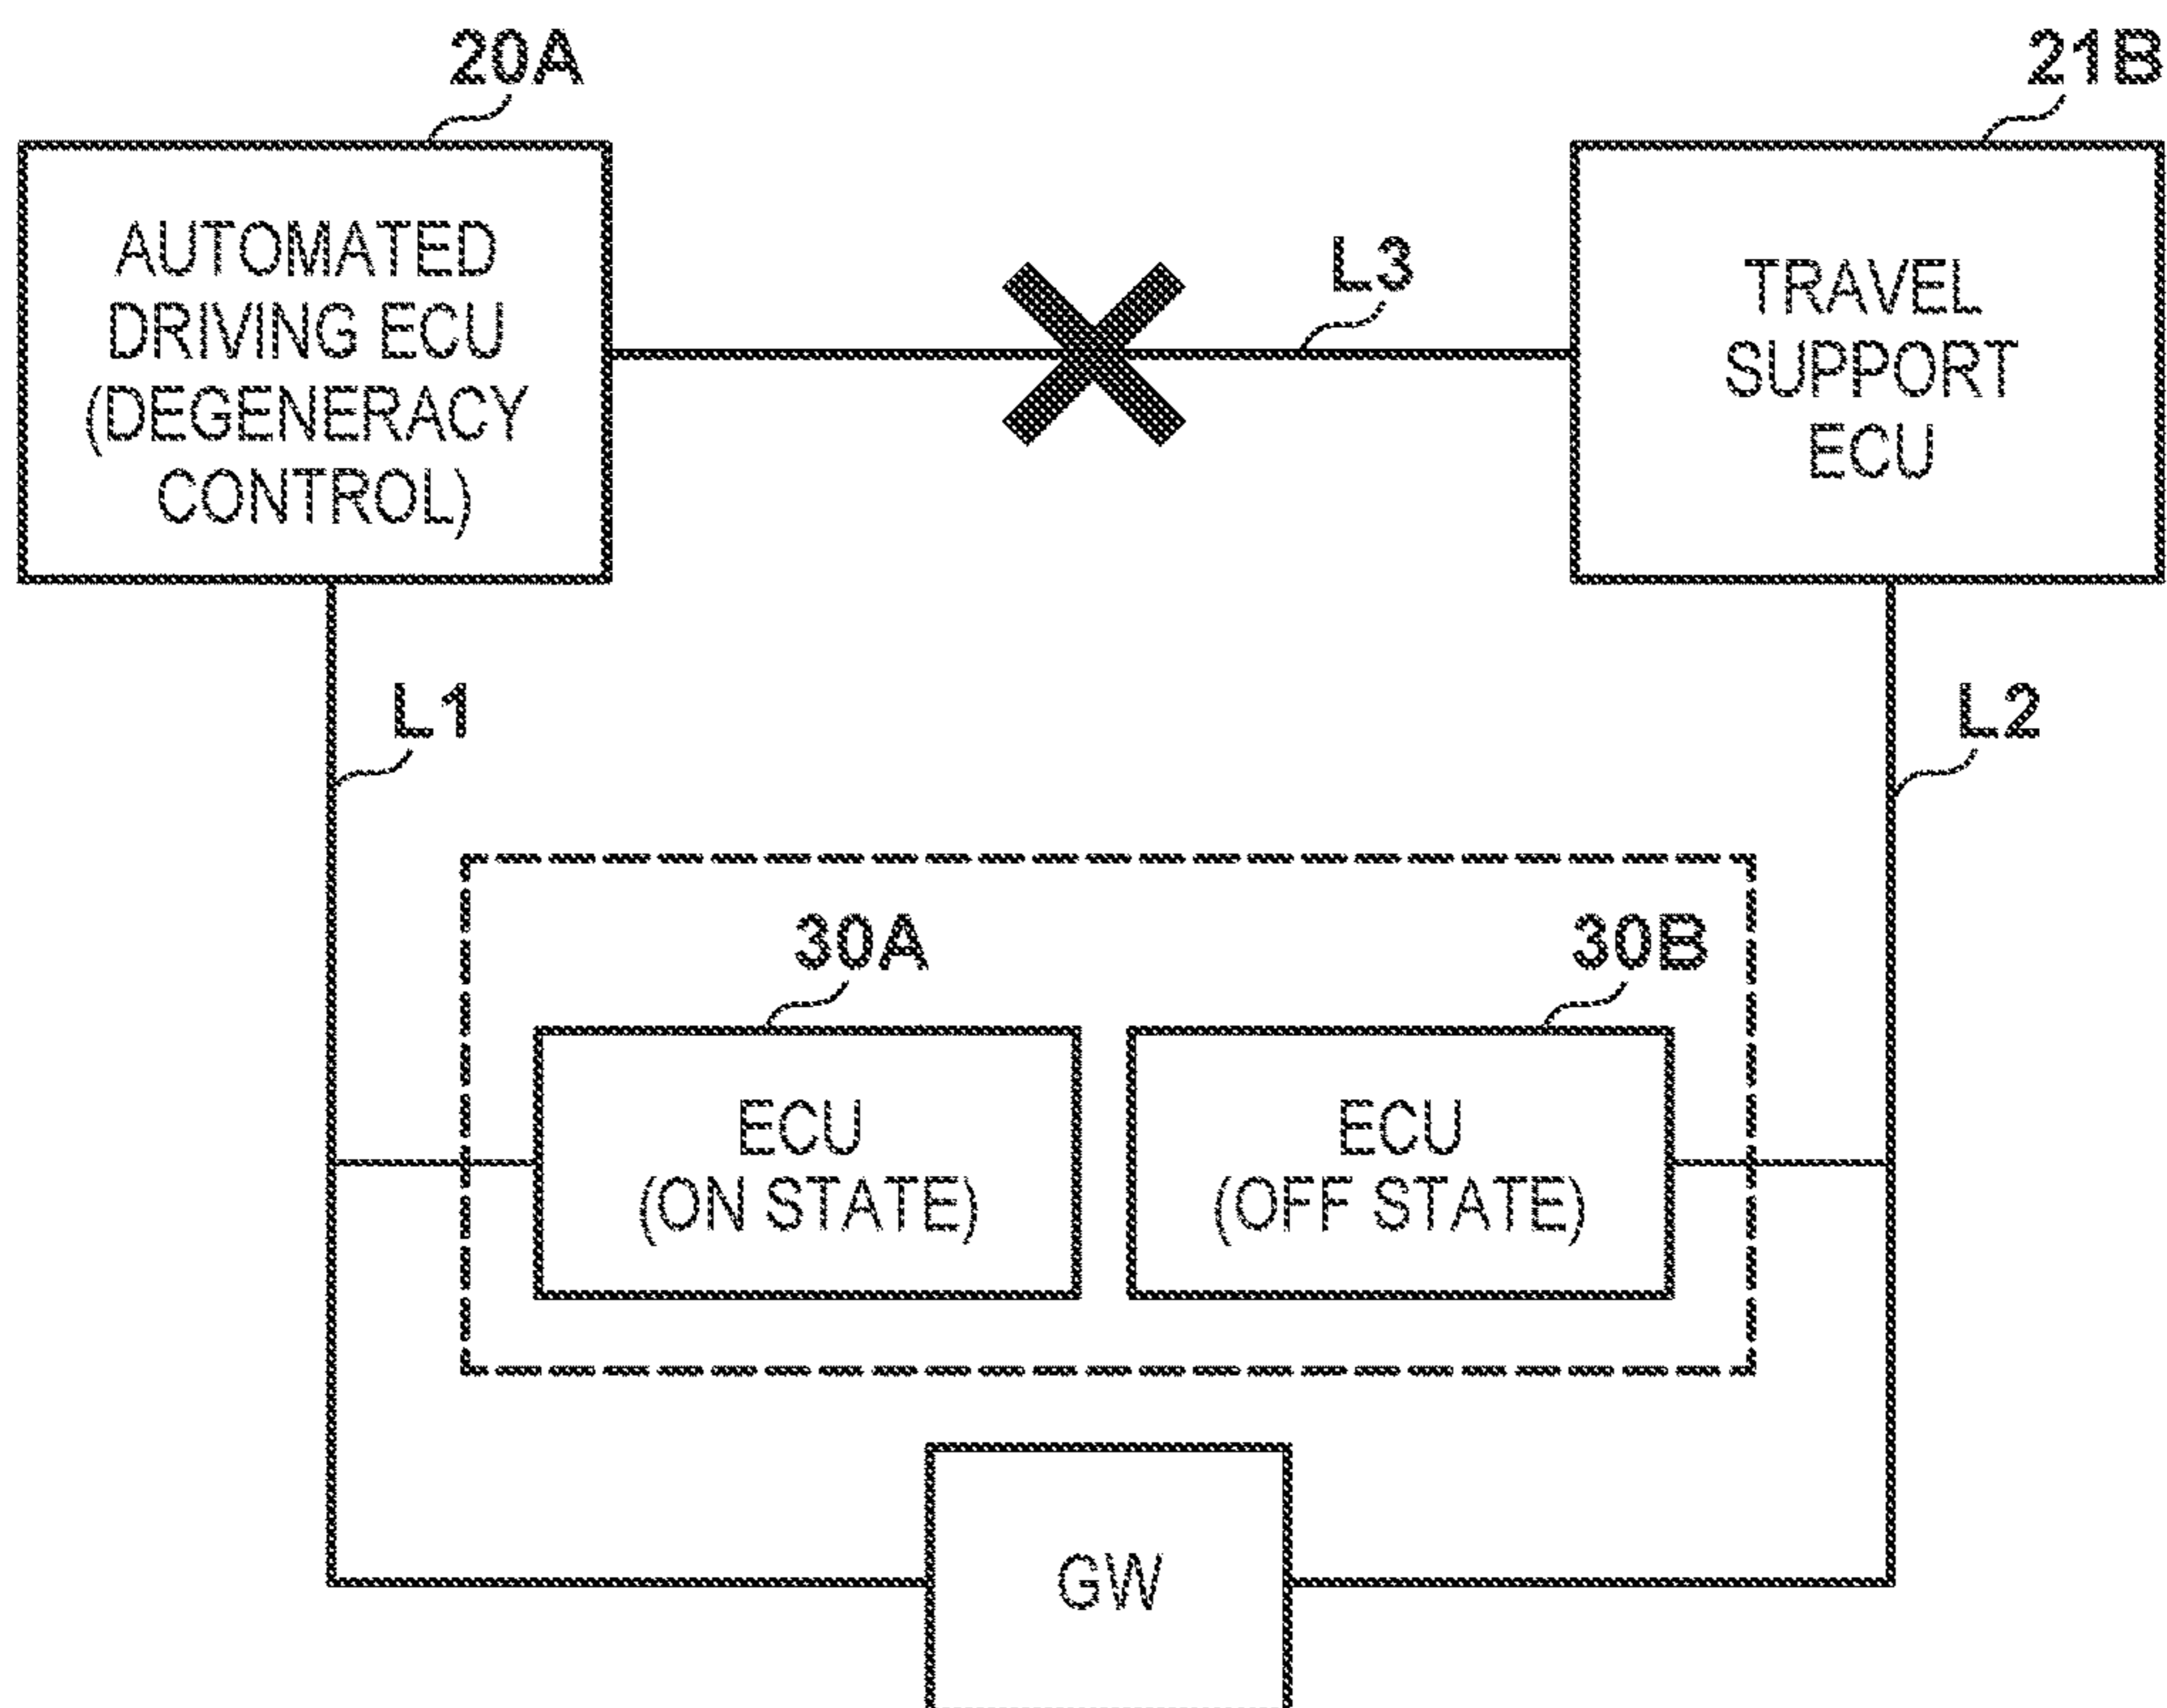 20A
21B
AUTOMATED
DRIVING ECU
(DEGENERACY
CONTROL)
L3
TRAVEL
SUPPORT
ECU
L1
L2
30A
30B
ECU
(ON STATE)
ECU
(OFF STATE)
GW